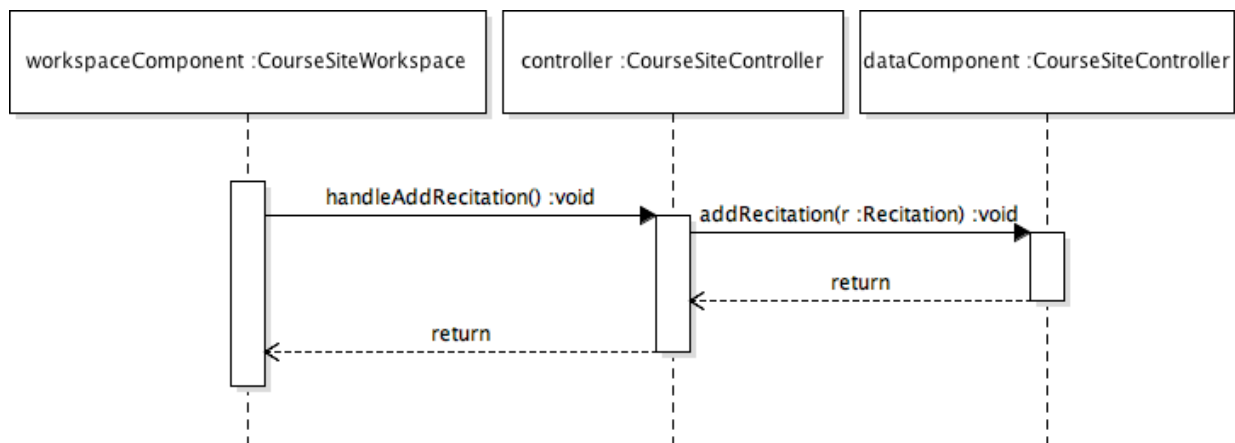 workspaceComponent :CourseSiteWorkspace
controller :CourseSiteController
dataComponent :CourseSiteController
handleAddRecitation() :void
addRecitation(r :Recitation) :void
return
return